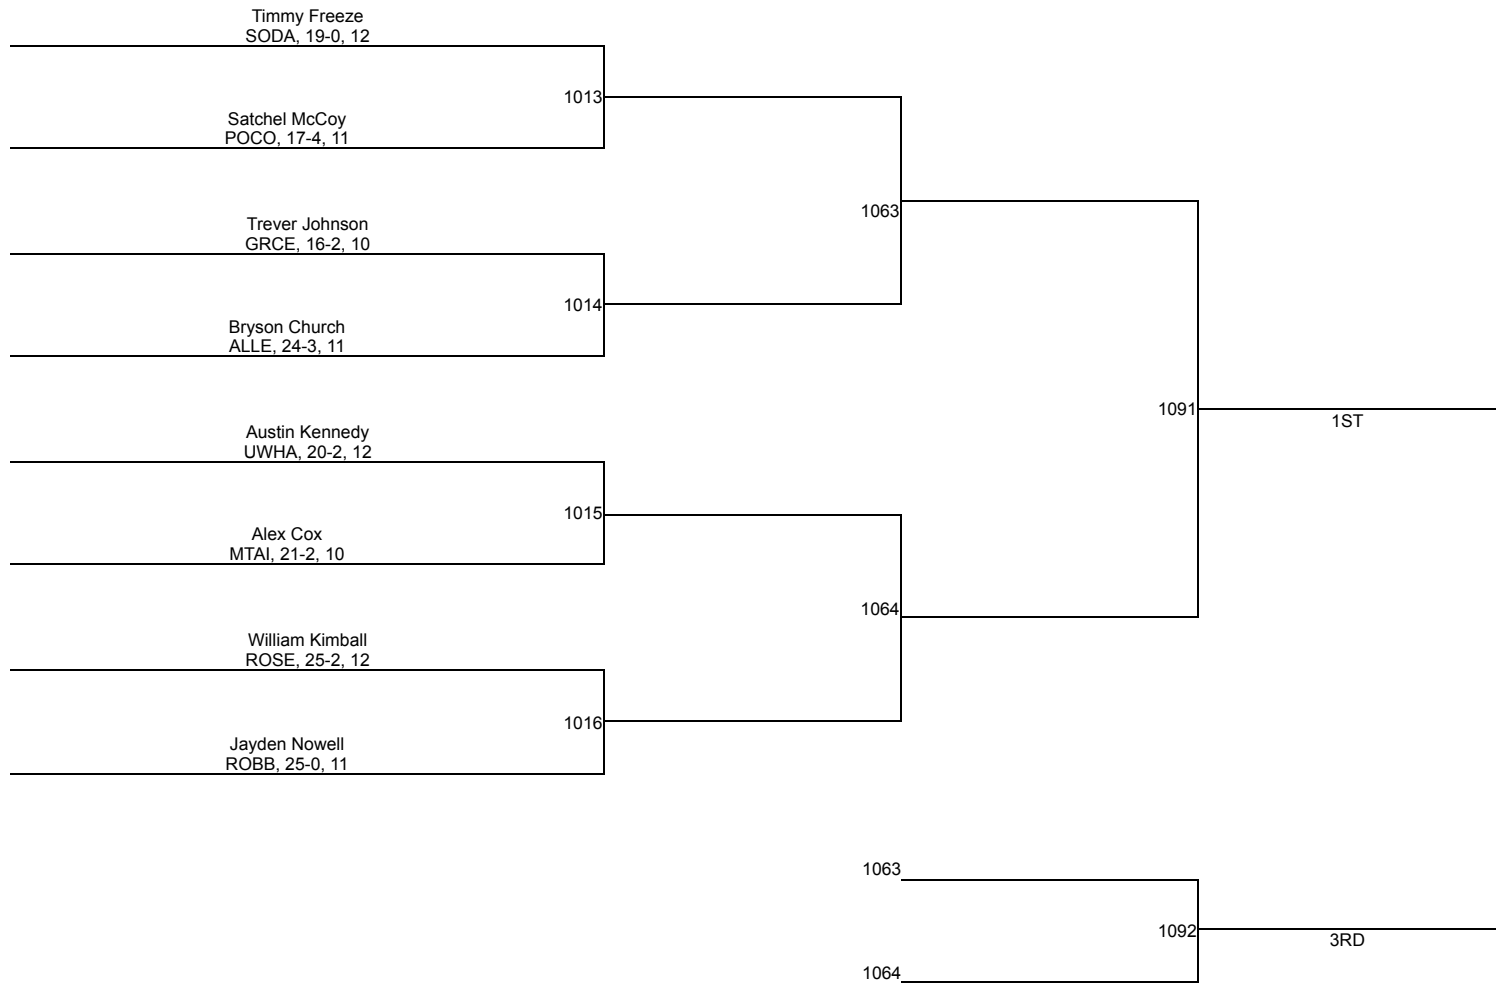 Timmy Freeze
SODA, 19-0, 12
1013
Satchel McCoy
POCO, 17-4, 11
1063
Trever Johnson
GRCE, 16-2, 10
1014
Bryson Church
ALLE, 24-3, 11
1091
1ST
Austin Kennedy
UWHA, 20-2, 12
1015
Alex Cox
MTAI, 21-2, 10
1064
William Kimball
ROSE, 25-2, 12
1016
Jayden Nowell
ROBB, 25-0, 11
1063
1092
3RD
1064